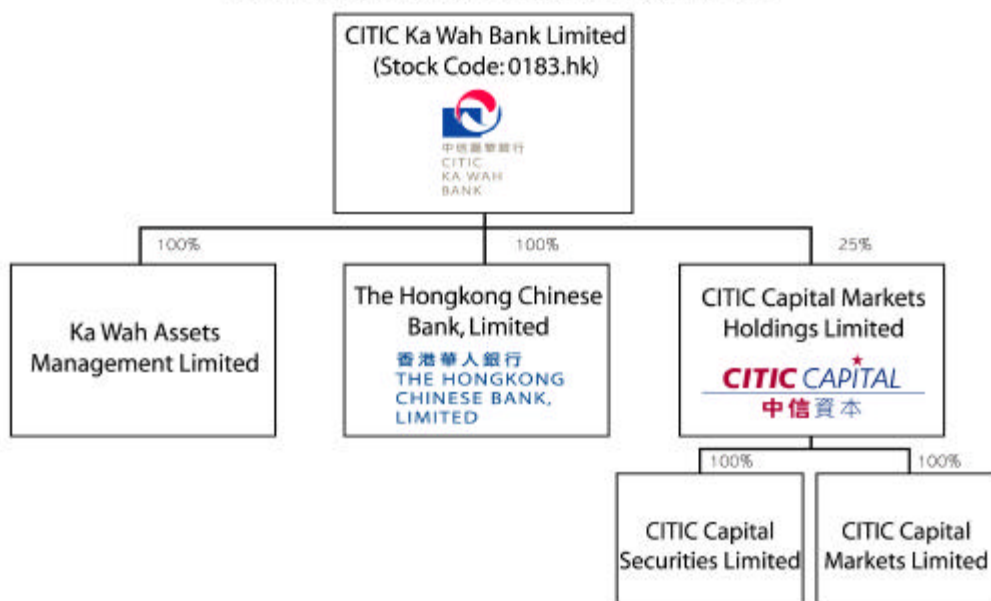 CITIC Ka Wah Bank Limited
(Stock Code: 0183.hk)
中信嘉華銀行
CITIC
KA WAH
BANK
100%
100%
25%
Ka Wah Assets
Management Limited
The Hongkong Chinese
Bank, Limited
香港華人銀行
THE HONGKONG
CHINESE BANK,
LIMITED
CITIC Capital Markets
Holdings Limited
CITIC CAPITAL
中信資本
100%
100%
CITIC Capital
Securities Limited
CITIC Capital
Markets Limited